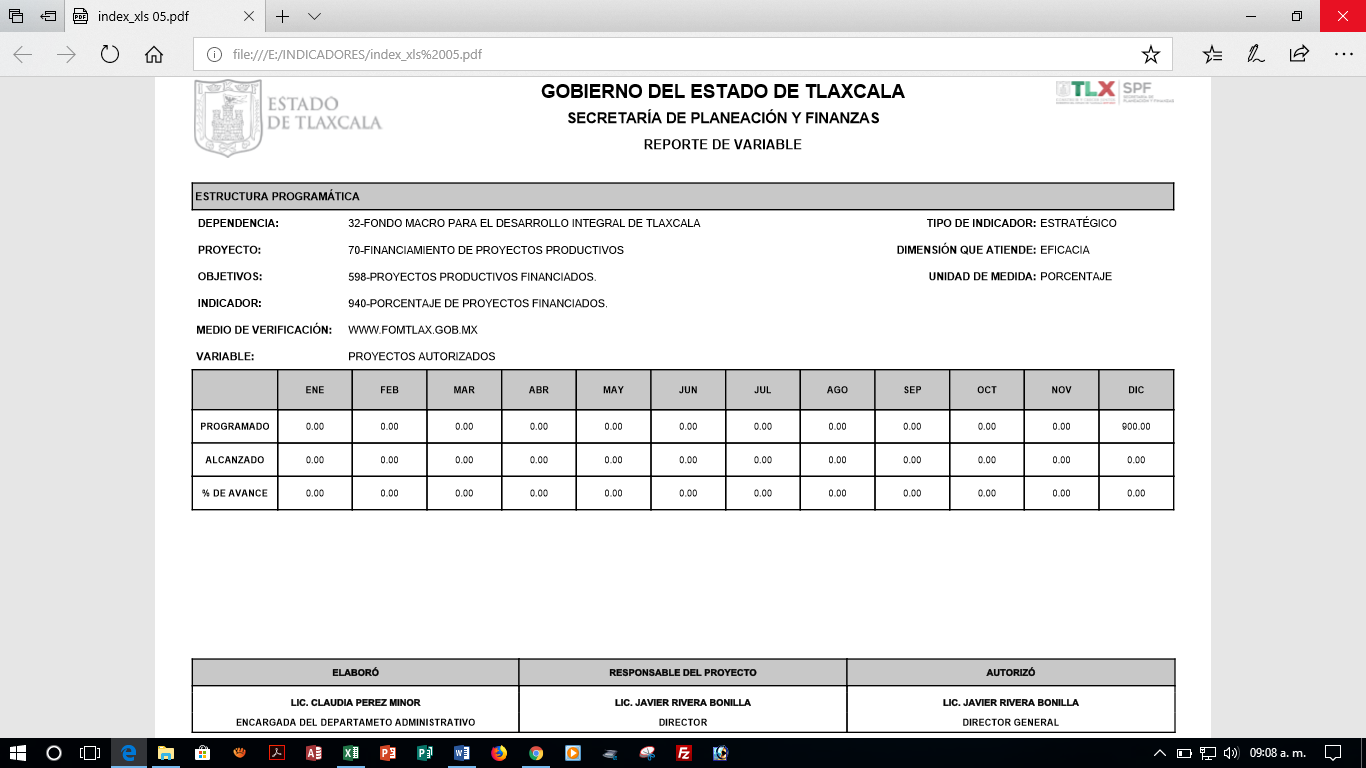 index_xls 05.pdf
file:///E:/INDICADORES/index_xls%2005.pdf
ESTADO
DE TLAXCALA
GOBIERNO DEL ESTADO DE TLAXCALA
SECRETARÍA DE PLANEACIÓN Y FINANZAS
REPORTE DE VARIABLE
TLX SPF
ESTRUCTURA PROGRAMÁTICA
DEPENDENCIA: 32-FONDO MACRO PARA EL DESARROLLO INTEGRAL DE TLAXCALA TIPO DE INDICADOR: ESTRATÉGICO
PROYECTO: 70-FINANCIAMIENTO DE PROYECTOS PRODUCTIVOS DIMENSIÓN QUE ATIENDE: EFICACIA
OBJETIVOS: 598-PROYECTOS PRODUCTIVOS FINANCIADOS. UNIDAD DE MEDIDA: PORCENTAJE
INDICADOR: 940-PORCENTAJE DE PROYECTOS FINANCIADOS.
MEDIO DE VERIFICACIÓN: WWW.FOMTLAX.GOB.MX
VARIABLE: PROYECTOS AUTORIZADOS
ENE FEB MAR ABR MAY JUN JUL AGO SEP OCT NOV DIC
PROGRAMADO 0.00 0.00 0.00 0.00 0.00 0.00 0.00 0.00 0.00 0.00 0.00 900.00
ALCANZADO 0.00 0.00 0.00 0.00 0.00 0.00 0.00 0.00 0.00 0.00 0.00 0.00
% DE AVANCE 0.00 0.00 0.00 0.00 0.00 0.00 0.00 0.00 0.00 0.00 0.00 0.00
ELABORÓ RESPONSABLE DEL PROYECTO AUTORIZÓ
LIC. CLAUDIA PEREZ MINOR LIC. JAVIER RIVERA BONILLA LIC. JAVIER RIVERA BONILLA
ENCARGADA DEL DEPARTAMETO ADMINISTRATIVO DIRECTOR DIRECTOR GENERAL
09:08 a. m.